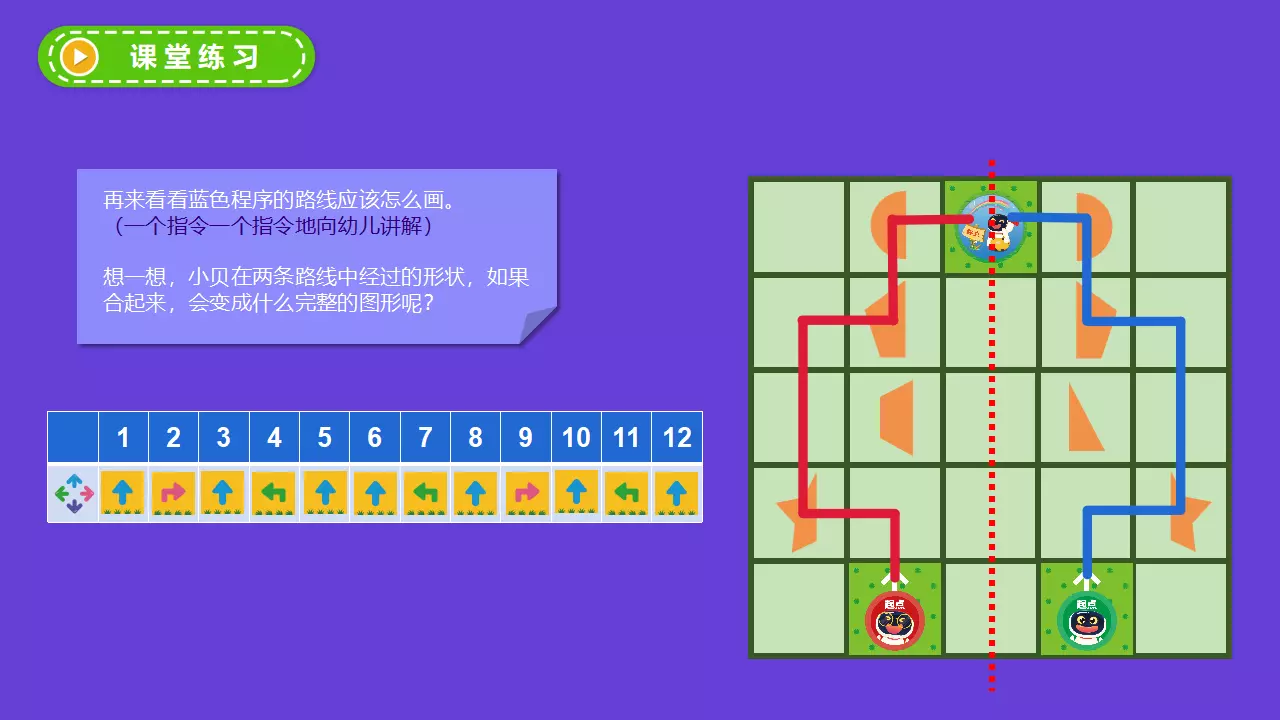 课堂练习
再来看看蓝色程序的路线应该怎么画。
（一个指令一个指令地向幼儿讲解）
想一想，小贝在两条路线中经过的形状，如果
合起来，会变成什么完整的图形呢？
1 2 3 4 5 6 7 8 9 10 11 12
起点 起点